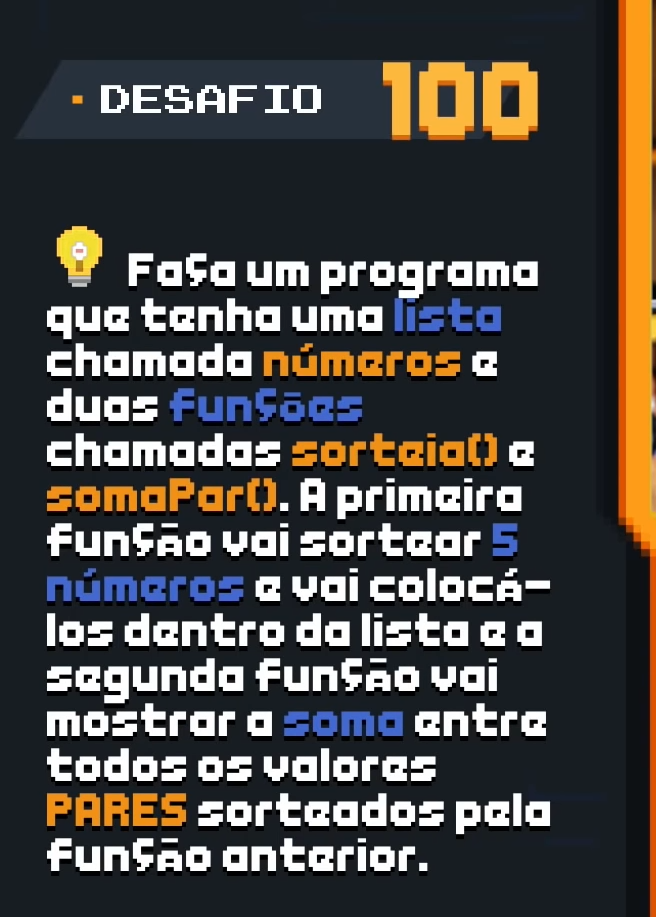 DESAFIO 100
Faça um programa
que tenha uma lista
chamada números e
duas funções
chamadas sorteia() e
somaPar(). A primeira
função vai sortear 5
números e vai colocá-
los dentro da lista e a
segunda função vai
mostrar a soma entre
todos os valores
PARES sorteados pela
função anterior.